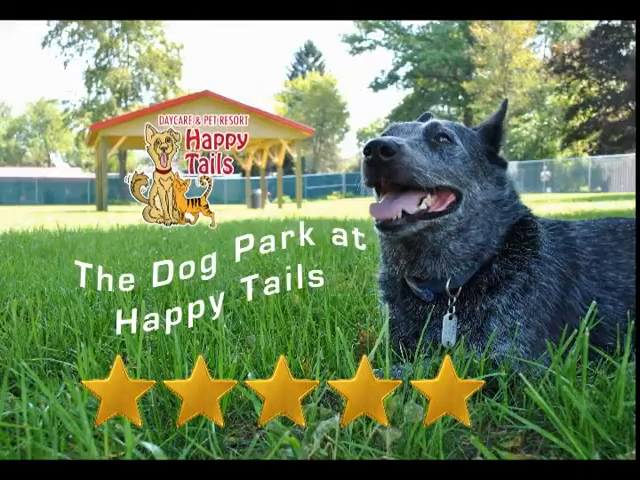 DAYCARE & PET RESORT
Happy
Tails
The Dog Park at
Happy Tails